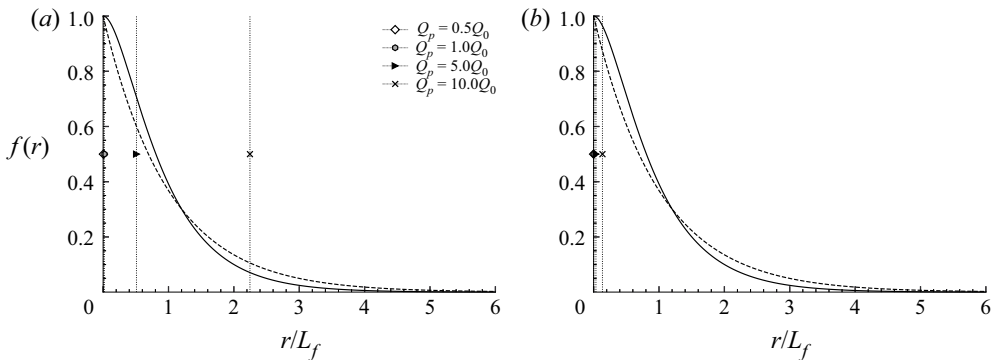 (a)
1.0
0.8
0.6
0.4
0.2
f(r)
0 1 2 3 4 5 6
r/L_f
Q_p = 0.5Q_0
Q_p = 1.0Q_0
Q_p = 5.0Q_0
Q_p = 10.0Q_0
(b)
1.0
0.8
0.6
0.4
0.2
0 1 2 3 4 5 6
r/L_f